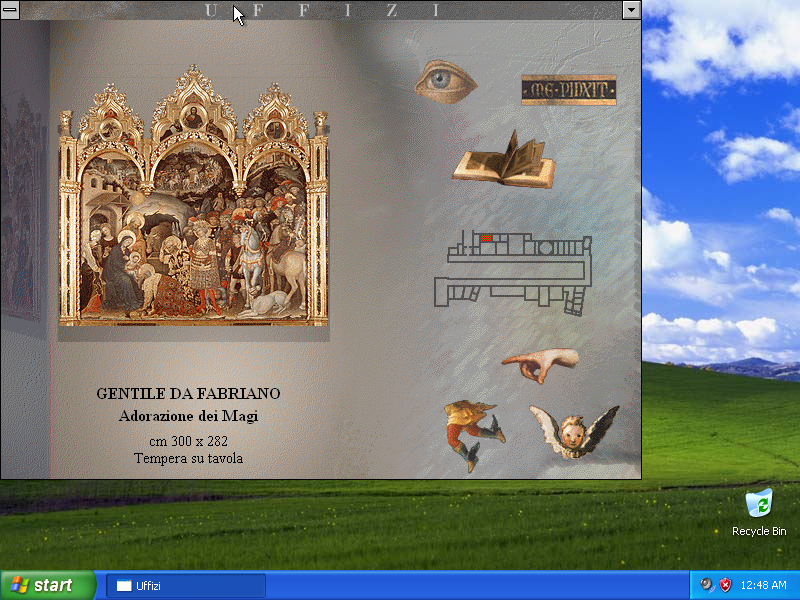 U F F I Z I
·ME·PINXIT·
GENTILE DA FABRIANO
Adorazione dei Magi
cm 300 x 282
Tempera su tavola
Recycle Bin
start
Uffizi
12:48 AM